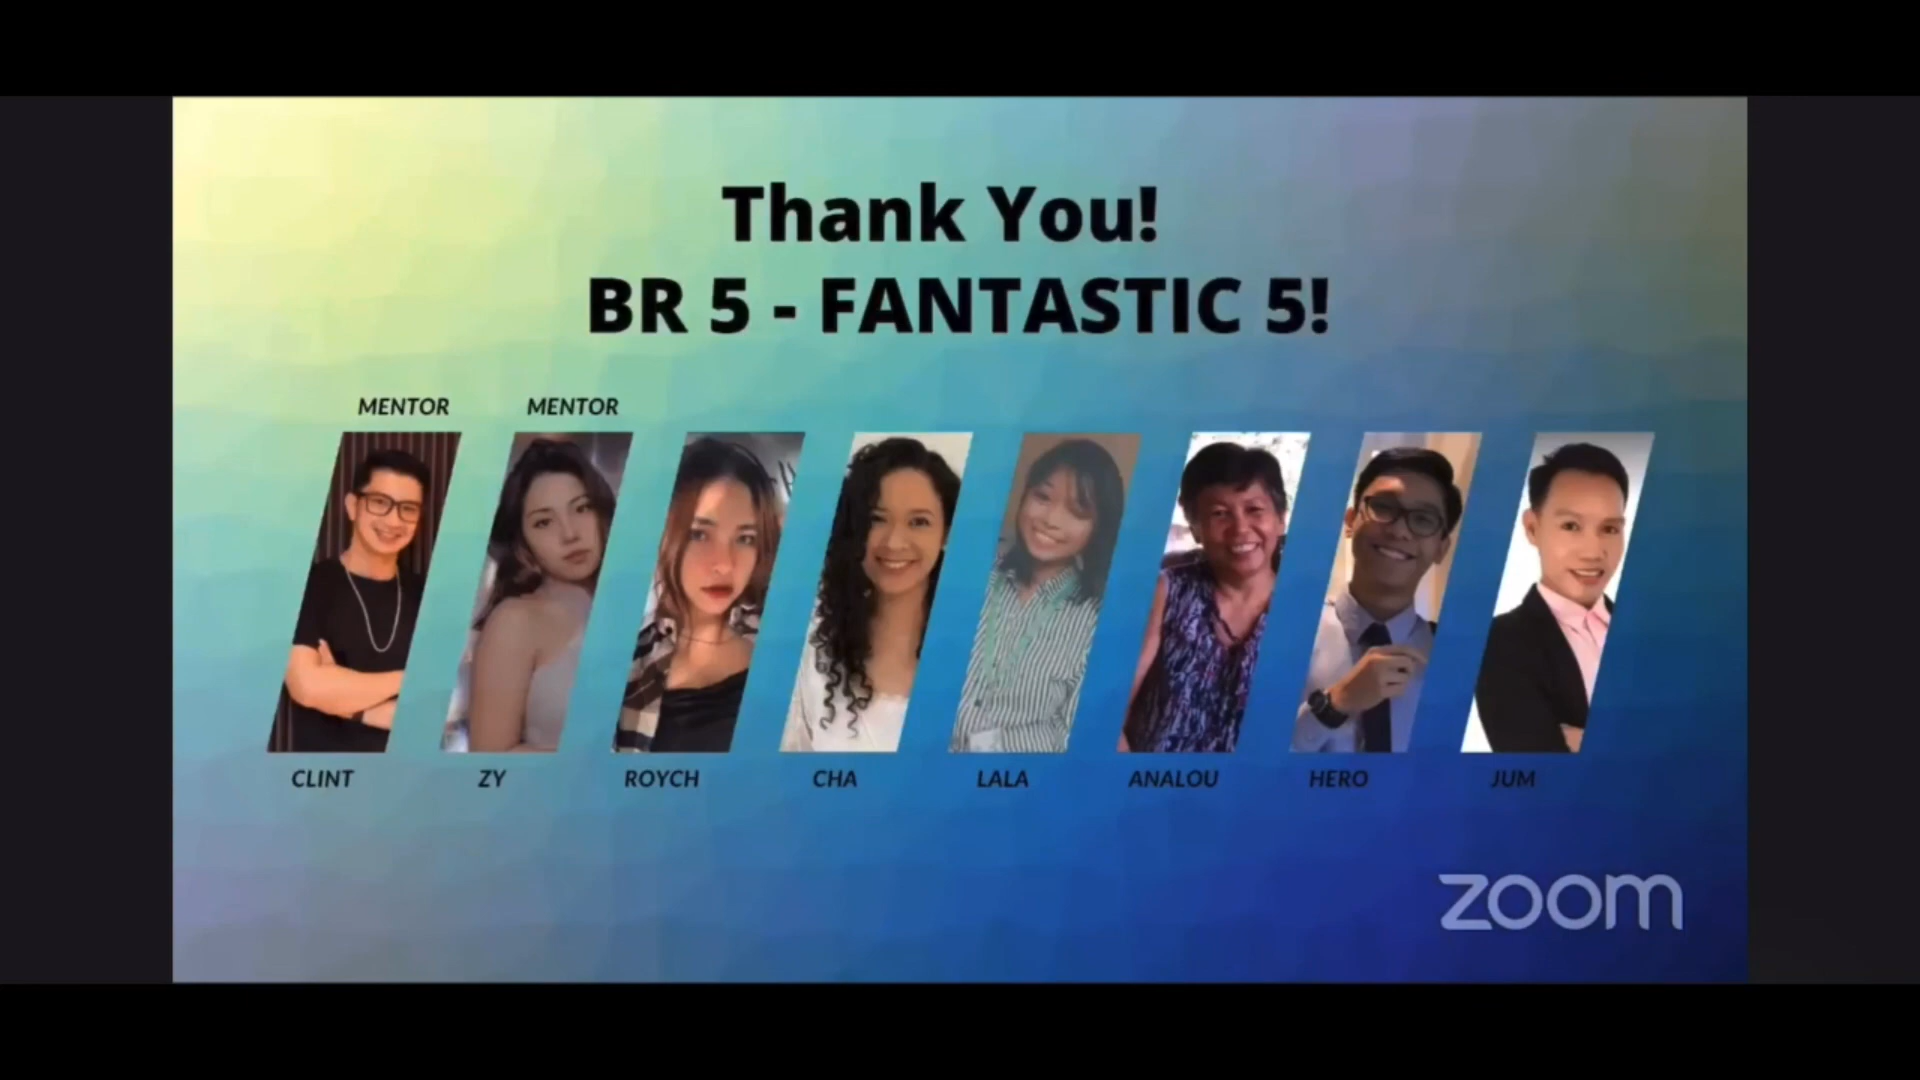 Thank You!
BR 5 - FANTASTIC 5!
MENTOR MENTOR
CLINT ZY ROYCH CHA LALA ANALOU HERO JUM
zoom